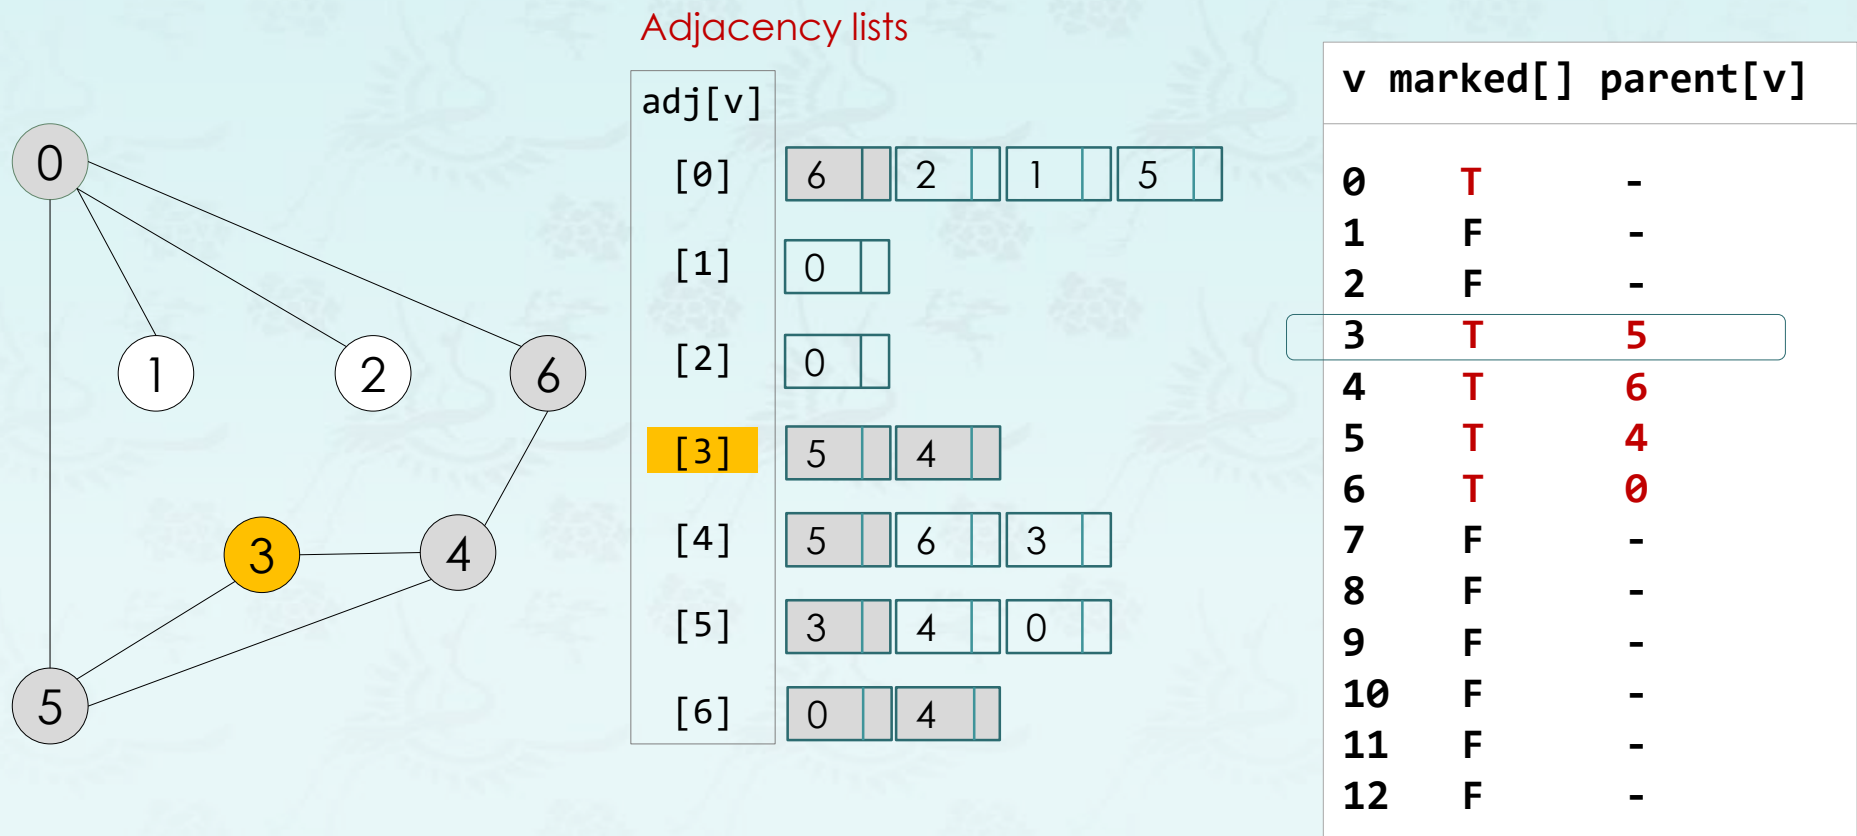 Adjacency lists
adj[v]
[0] 6 2 1 5
[1] 0
[2] 0
[3] 5 4
[4] 5 6 3
[5] 3 4 0
[6] 0 4
0
1 2 6
3 4
5
v marked[] parent[v]
0 T -
1 F -
2 F -
3 T 5
4 T 6
5 T 4
6 T 0
7 F -
8 F -
9 F -
10 F -
11 F -
12 F -